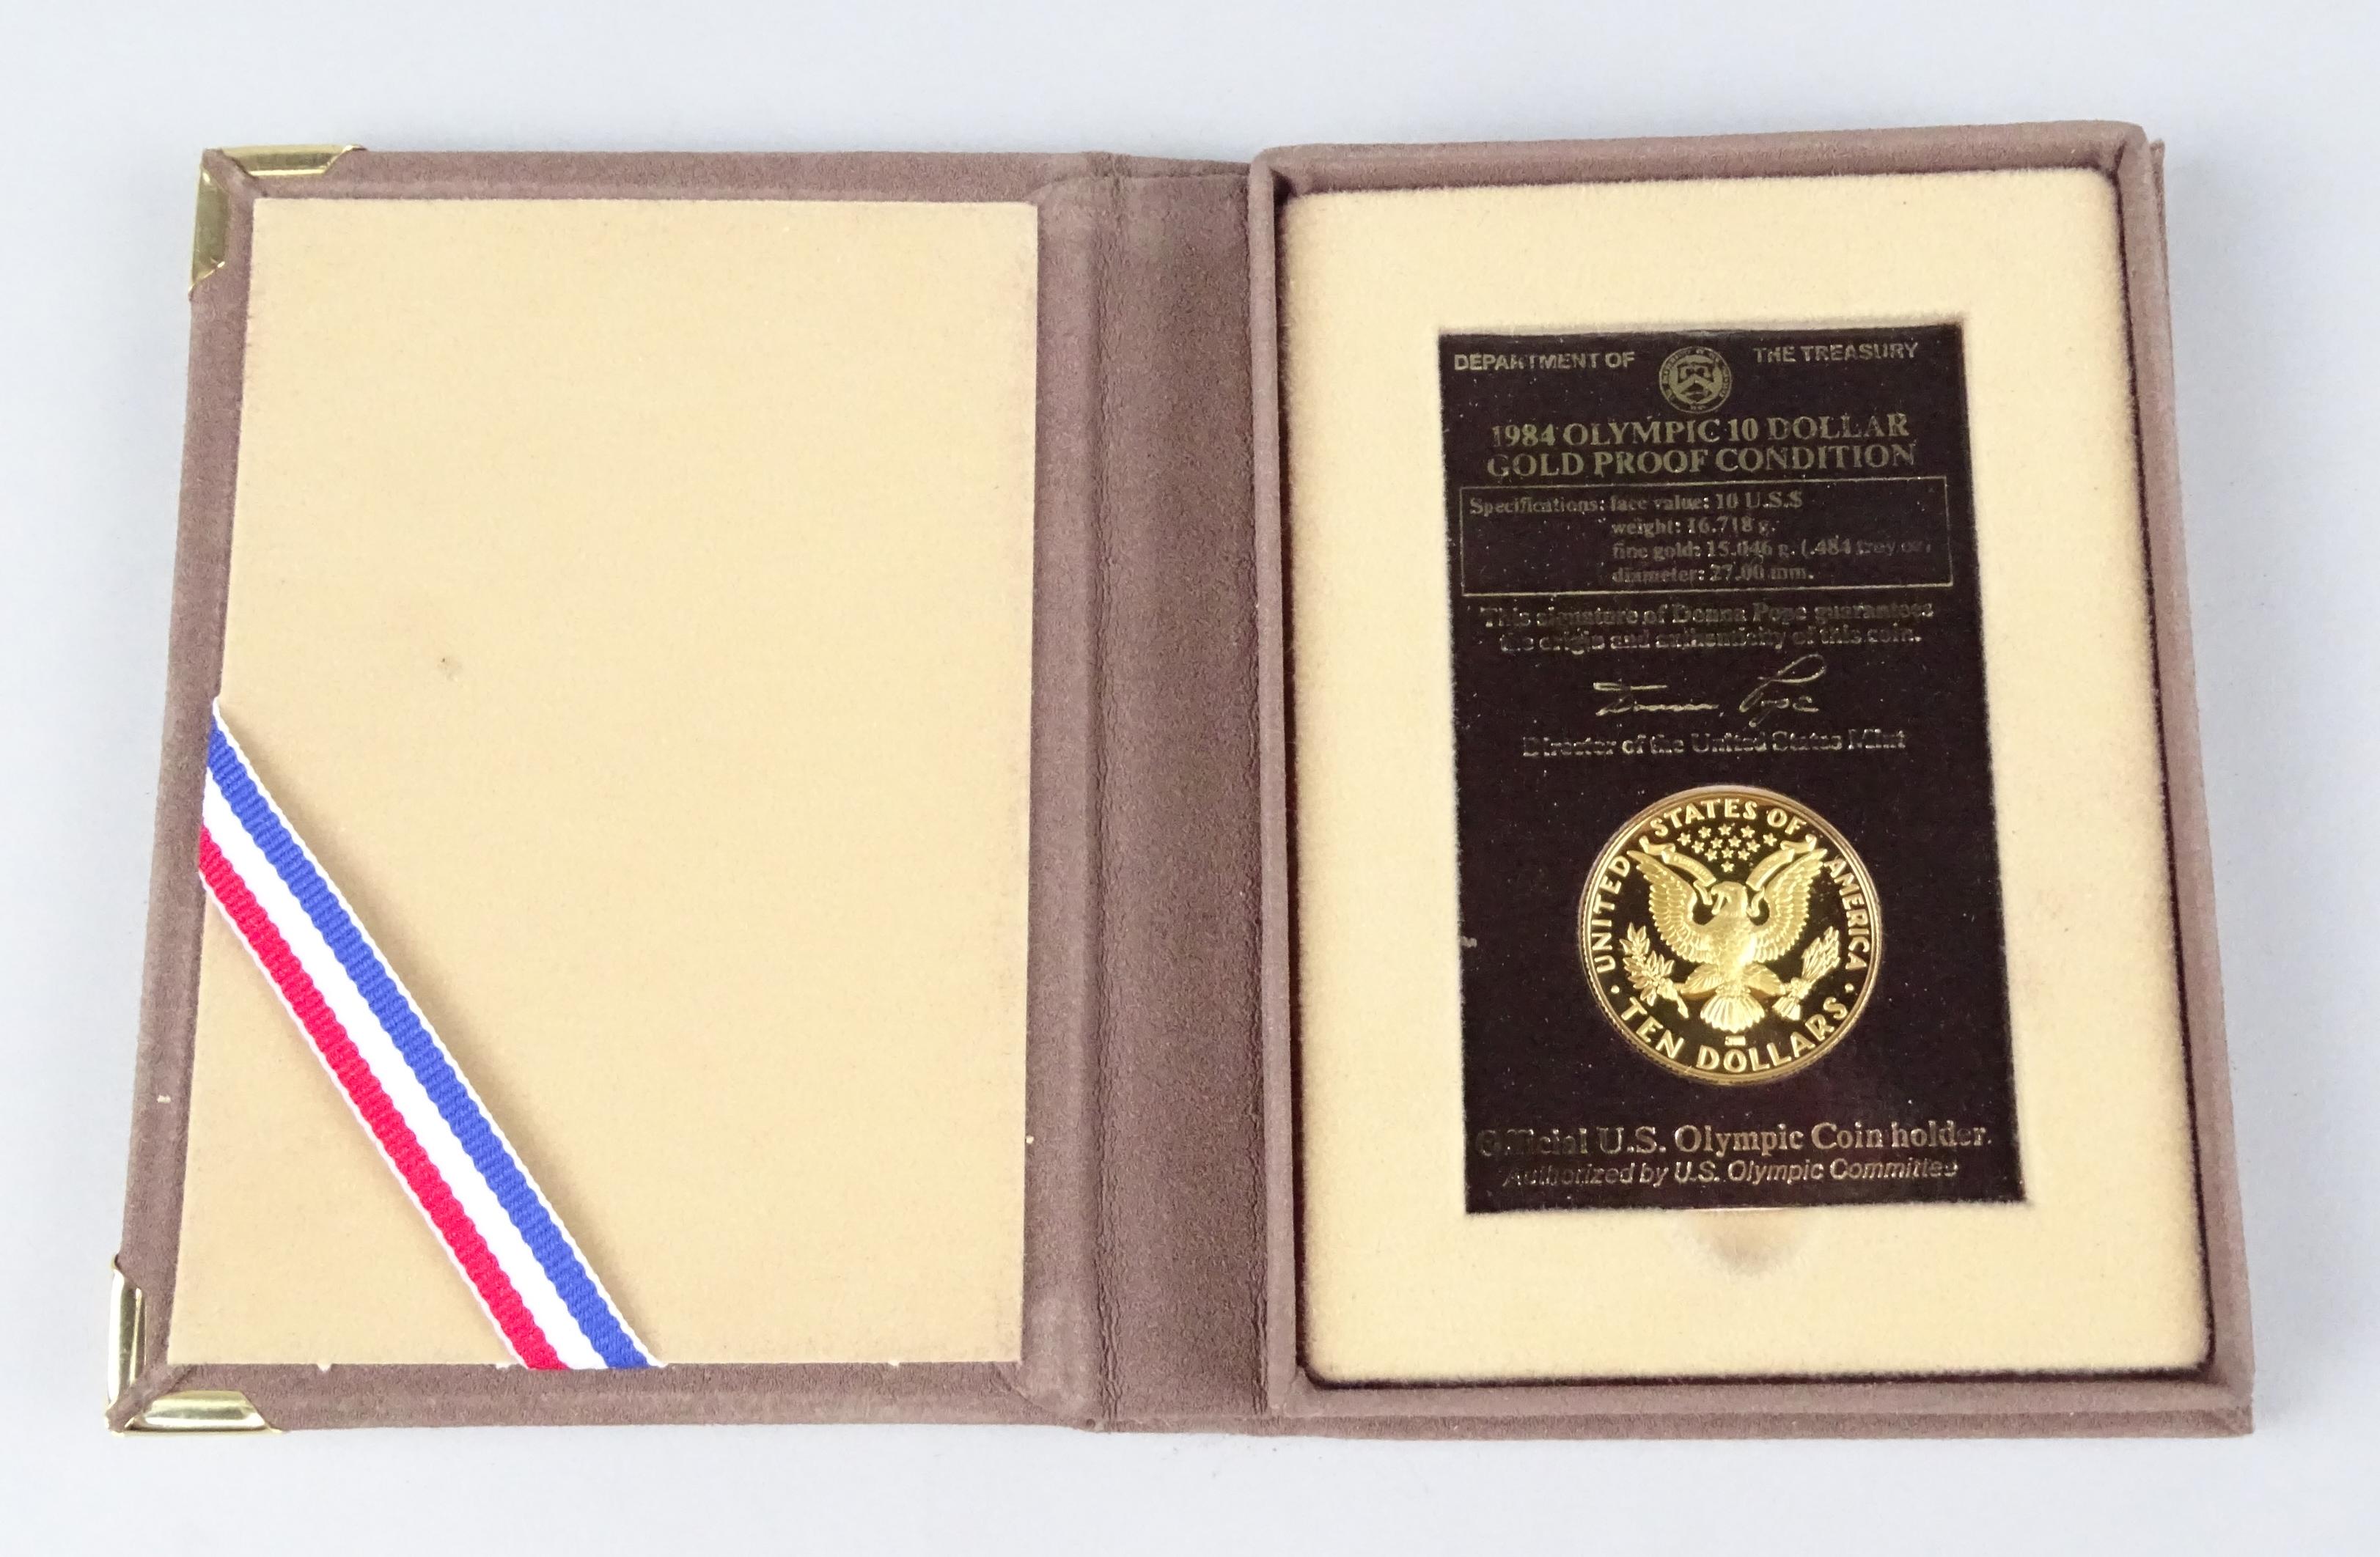 DEPARTMENT OF THE TREASURY
1984 OLYMPIC 10 DOLLAR
GOLD PROOF CONDITION
Specifications: face value: 10 U.S.$
weight: 16.718 g.
fine gold: 15.046 g. (.484 troy oz.
diameter: 27.00 mm.
This signature of Donna Pope guarantees
the origin and authenticity of this coin.
Donna Pope
Director of the United States Mint
UNITED STATES OF AMERICA
· TEN DOLLARS ·
Official U.S. Olympic Coin holder.
Authorized by U.S. Olympic Committee